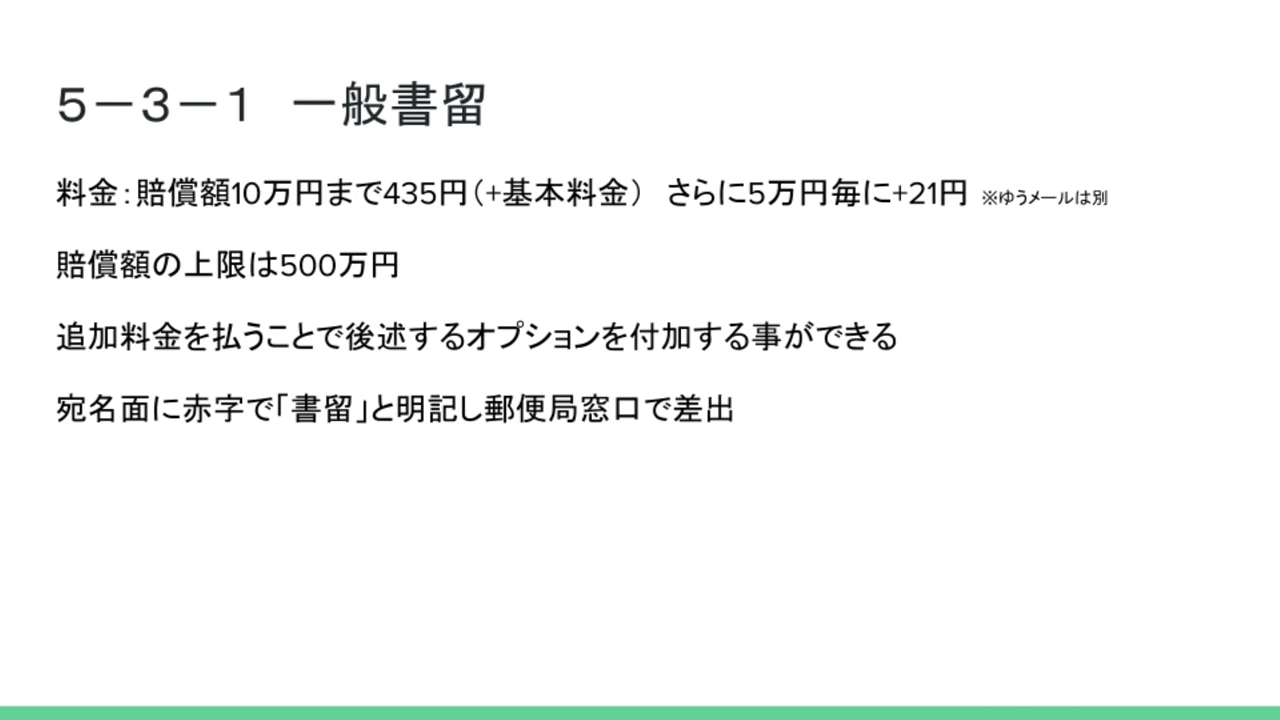 ５－３－１　一般書留
料金：賠償額10万円まで435円（+基本料金）　さらに5万円毎に+21円 ※ゆうメールは別
賠償額の上限は500万円
追加料金を払うことで後述するオプションを付加する事ができる
宛名面に赤字で「書留」と明記し郵便局窓口で差出